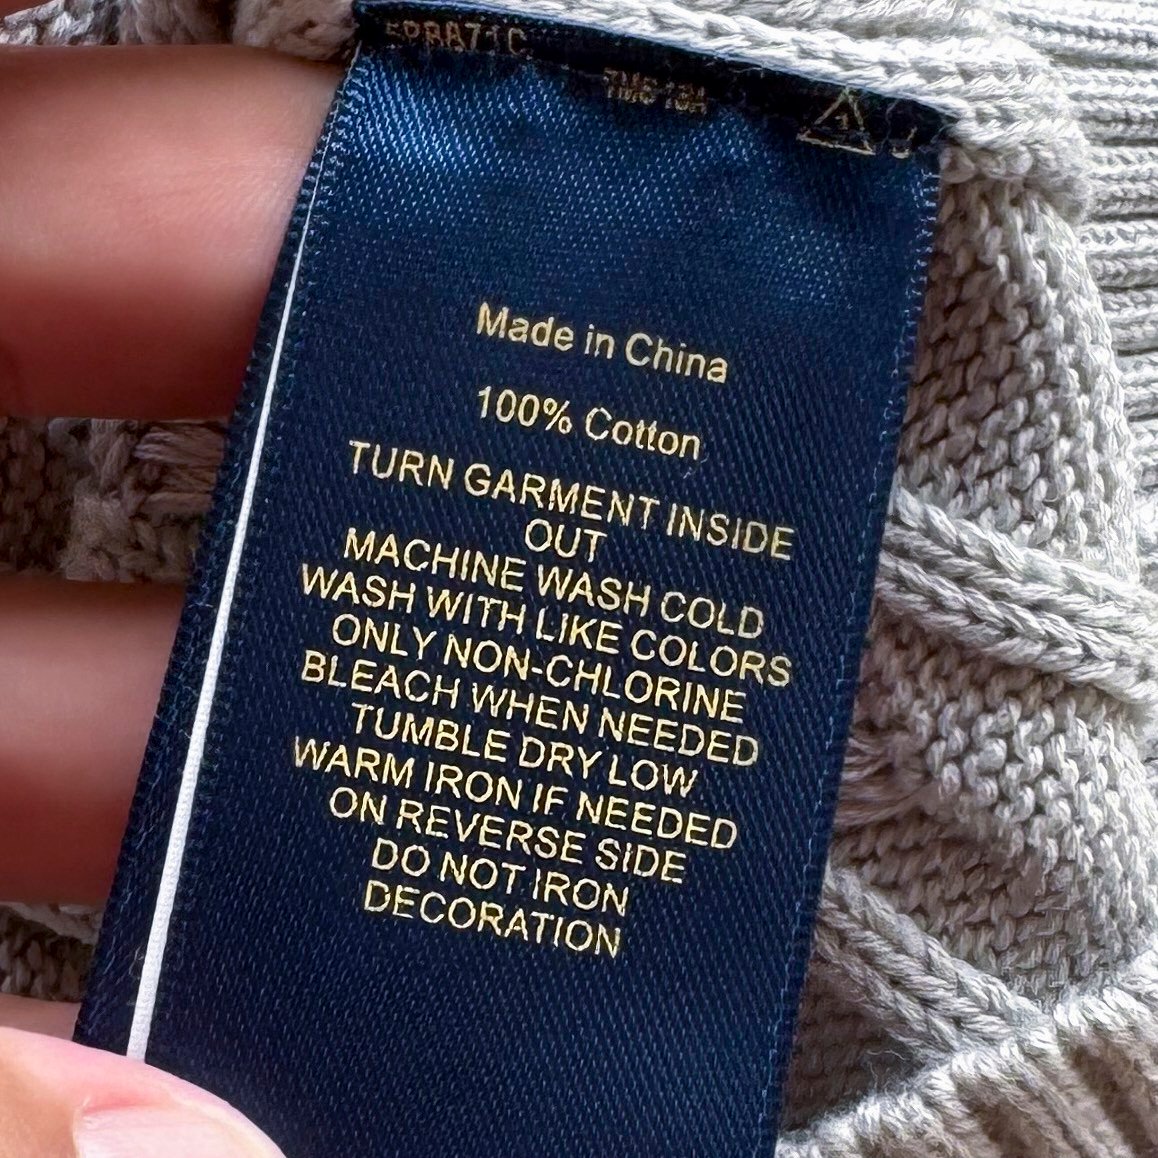 Made in China
100% Cotton
TURN GARMENT INSIDE
OUT
MACHINE WASH COLD
WASH WITH LIKE COLORS
ONLY NON-CHLORINE
BLEACH WHEN NEEDED
TUMBLE DRY LOW
WARM IRON IF NEEDED
ON REVERSE SIDE
DO NOT IRON
DECORATION